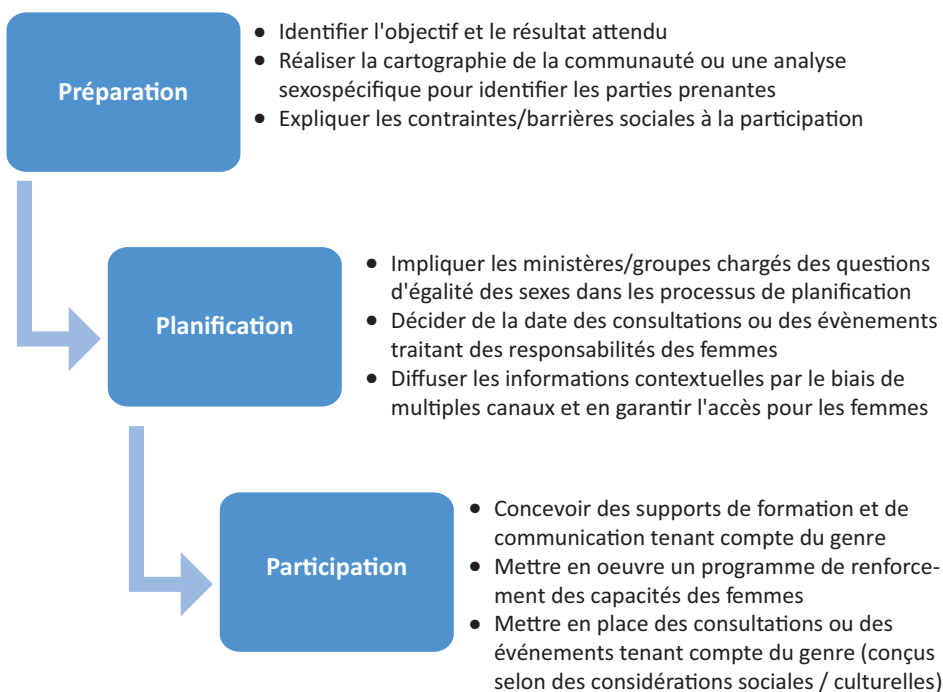 Préparation
• Identifier l'objectif et le résultat attendu
• Réaliser la cartographie de la communauté ou une analyse
sexospécifique pour identifier les parties prenantes
• Expliquer les contraintes/barrières sociales à la participation
Planification
• Impliquer les ministères/groupes chargés des questions
d'égalité des sexes dans les processus de planification
• Décider de la date des consultations ou des évènements
traitant des responsabilités des femmes
• Diffuser les informations contextuelles par le biais de
multiples canaux et en garantir l'accès pour les femmes
Participation
• Concevoir des supports de formation et de
communication tenant compte du genre
• Mettre en oeuvre un programme de renforce-
ment des capacités des femmes
• Mettre en place des consultations ou des
événements tenant compte du genre (conçus
selon des considérations sociales / culturelles)